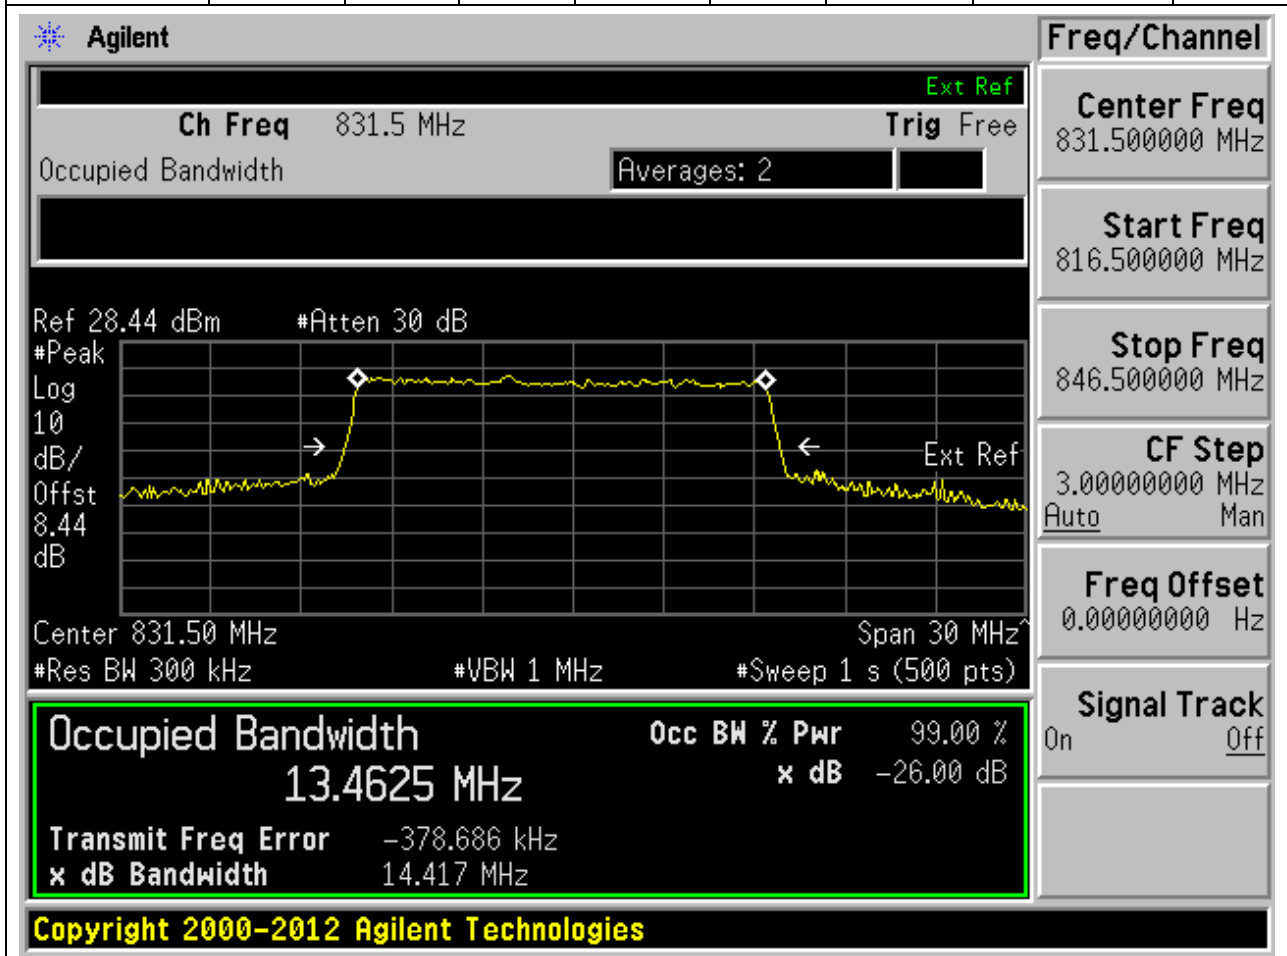 Agilent
Freq/Channel
Ext Ref
Ch Freq 831.5 MHz Trig Free
Occupied Bandwidth Averages: 2
Center Freq
831.500000 MHz
Start Freq
816.500000 MHz
Stop Freq
846.500000 MHz
CF Step
3.00000000 MHz
Auto Man
Freq Offset
0.00000000 Hz
Signal Track
On Off
Ref 28.44 dBm #Atten 30 dB
#Peak
Log
10
dB/
Offst
8.44
dB
Ext Ref
Center 831.50 MHz Span 30 MHz^
#Res BW 300 kHz #VBW 1 MHz #Sweep 1 s (500 pts)
Occupied Bandwidth
13.4625 MHz
Occ BW % Pwr 99.00 %
x dB -26.00 dB
Transmit Freq Error -378.686 kHz
x dB Bandwidth 14.417 MHz
Copyright 2000-2012 Agilent Technologies